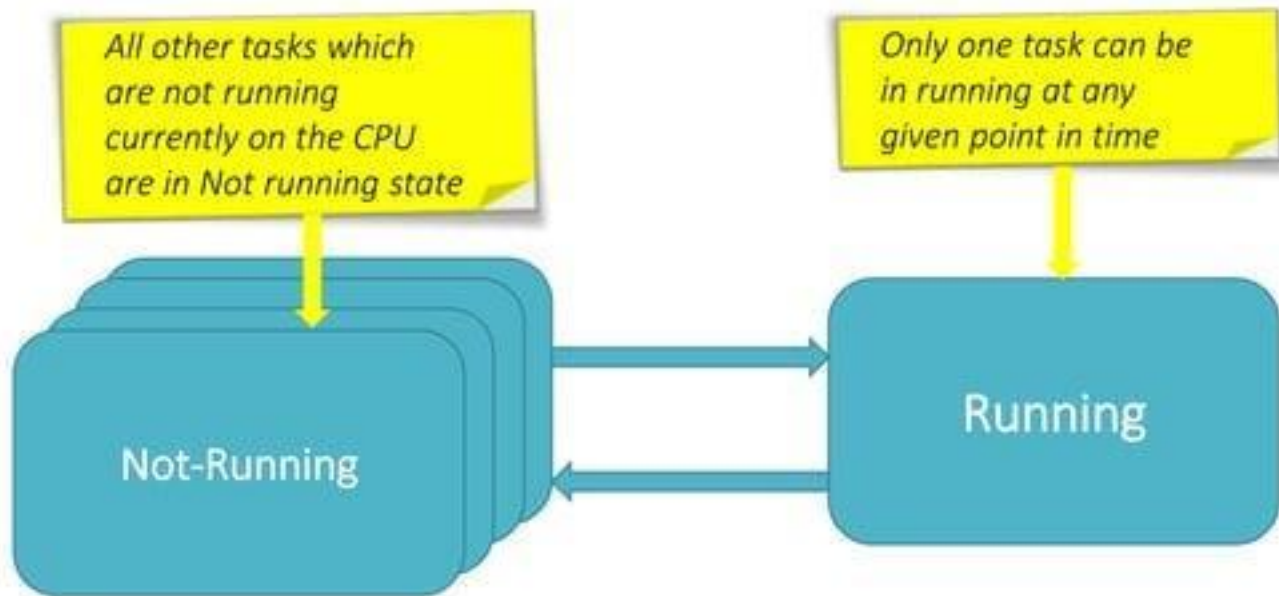 All other tasks which
are not running
currently on the CPU
are in Not running state
Only one task can be
in running at any
given point in time
Not-Running
Running